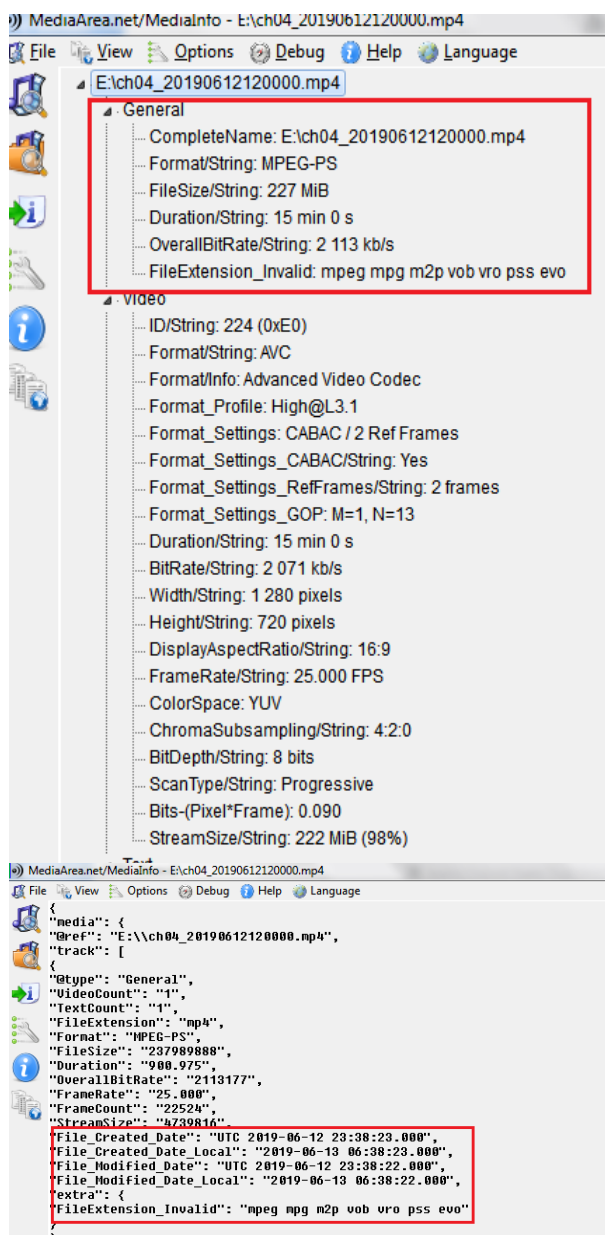 MediaArea.net/MediaInfo - E:\ch04_20190612120000.mp4
File View Options Debug Help Language
E:\ch04_20190612120000.mp4
General
CompleteName: E:\ch04_20190612120000.mp4
Format/String: MPEG-PS
FileSize/String: 227 MiB
Duration/String: 15 min 0 s
OverallBitRate/String: 2 113 kb/s
FileExtension_Invalid: mpeg mpg m2p vob vro pss evo
Video
ID/String: 224 (0xE0)
Format/String: AVC
Format/Info: Advanced Video Codec
Format_Profile: High@L3.1
Format_Settings: CABAC / 2 Ref Frames
Format_Settings_CABAC/String: Yes
Format_Settings_RefFrames/String: 2 frames
Format_Settings_GOP: M=1, N=13
Duration/String: 15 min 0 s
BitRate/String: 2 071 kb/s
Width/String: 1 280 pixels
Height/String: 720 pixels
DisplayAspectRatio/String: 16:9
FrameRate/String: 25.000 FPS
ColorSpace: YUV
ChromaSubsampling/String: 4:2:0
BitDepth/String: 8 bits
ScanType/String: Progressive
Bits-(Pixel*Frame): 0.090
StreamSize/String: 222 MiB (98%)
Text
MediaArea.net/MediaInfo - E:\ch04_20190612120000.mp4
File View Options Debug Help Language
{
"media": {
"@ref": "E:\\ch04_20190612120000.mp4",
"track": [
{
"@type": "General",
"VideoCount": "1",
"TextCount": "1",
"FileExtension": "mp4",
"Format": "MPEG-PS",
"FileSize": "237989888",
"Duration": "900.975",
"OverallBitRate": "2113177",
"FrameRate": "25.000",
"FrameCount": "22524",
"StreamSize": "4739816",
"File_Created_Date": "UTC 2019-06-12 23:38:23.000",
"File_Created_Date_Local": "2019-06-13 06:38:23.000",
"File_Modified_Date": "UTC 2019-06-12 23:38:22.000",
"File_Modified_Date_Local": "2019-06-13 06:38:22.000",
"extra": {
"FileExtension_Invalid": "mpeg mpg m2p vob vro pss evo"
}